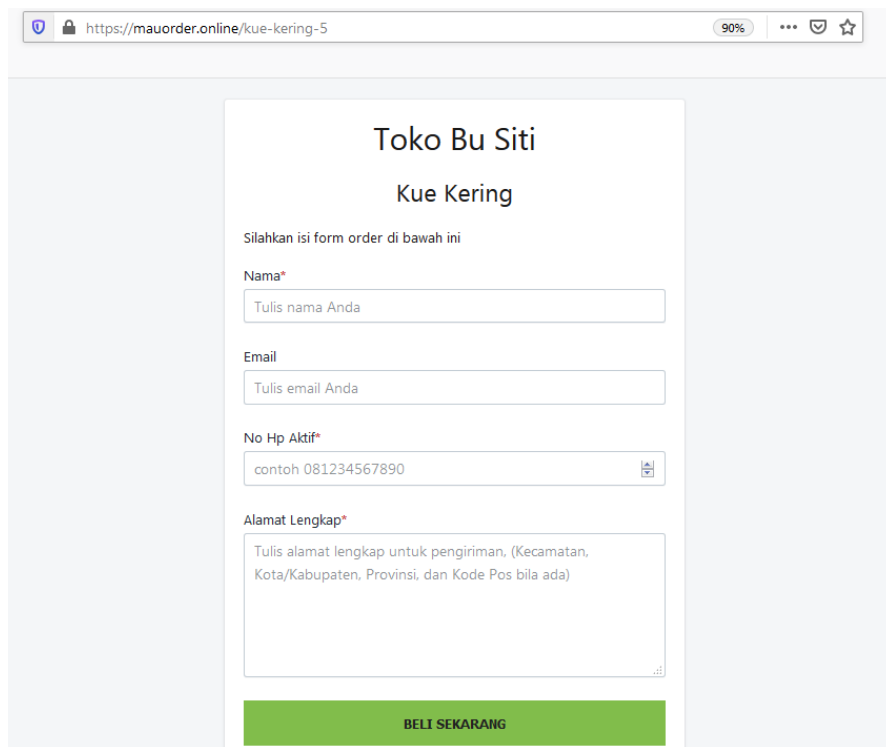 https://mauorder.online/kue-kering-5
90%
Toko Bu Siti
Kue Kering
Silahkan isi form order di bawah ini
Nama*
Tulis nama Anda
Email
Tulis email Anda
No Hp Aktif*
contoh 081234567890
Alamat Lengkap*
Tulis alamat lengkap untuk pengiriman, (Kecamatan,
Kota/Kabupaten, Provinsi, dan Kode Pos bila ada)
BELI SEKARANG